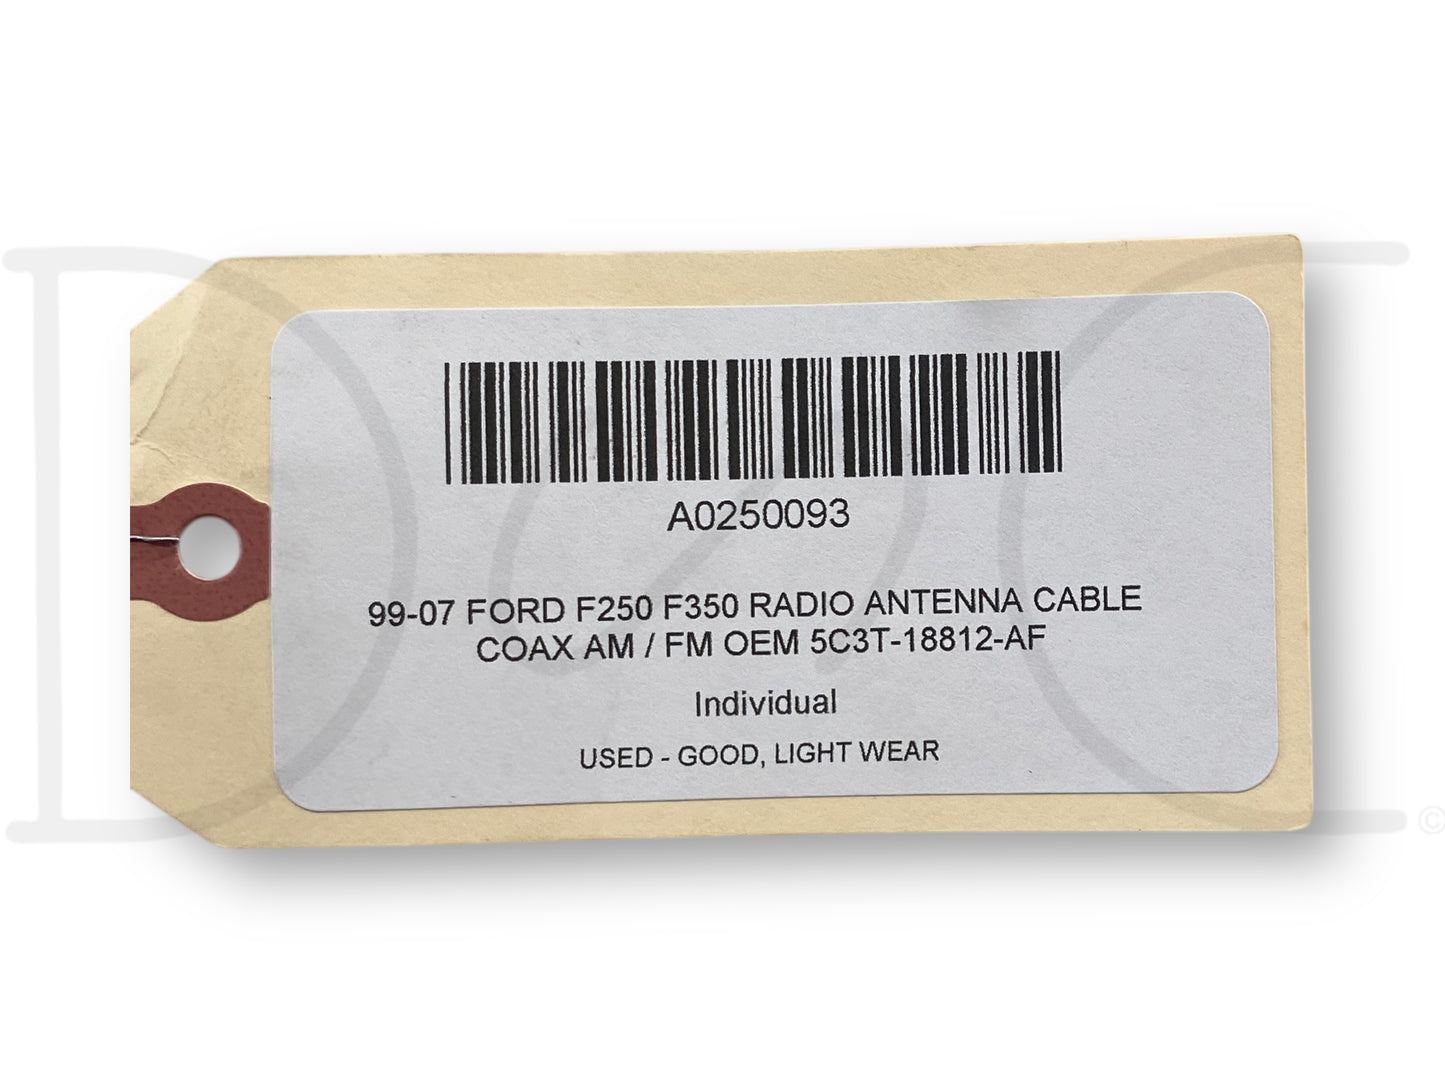 A0250093
99-07 FORD F250 F350 RADIO ANTENNA CABLE
COAX AM / FM OEM 5C3T-18812-AF
Individual
USED - GOOD, LIGHT WEAR
©